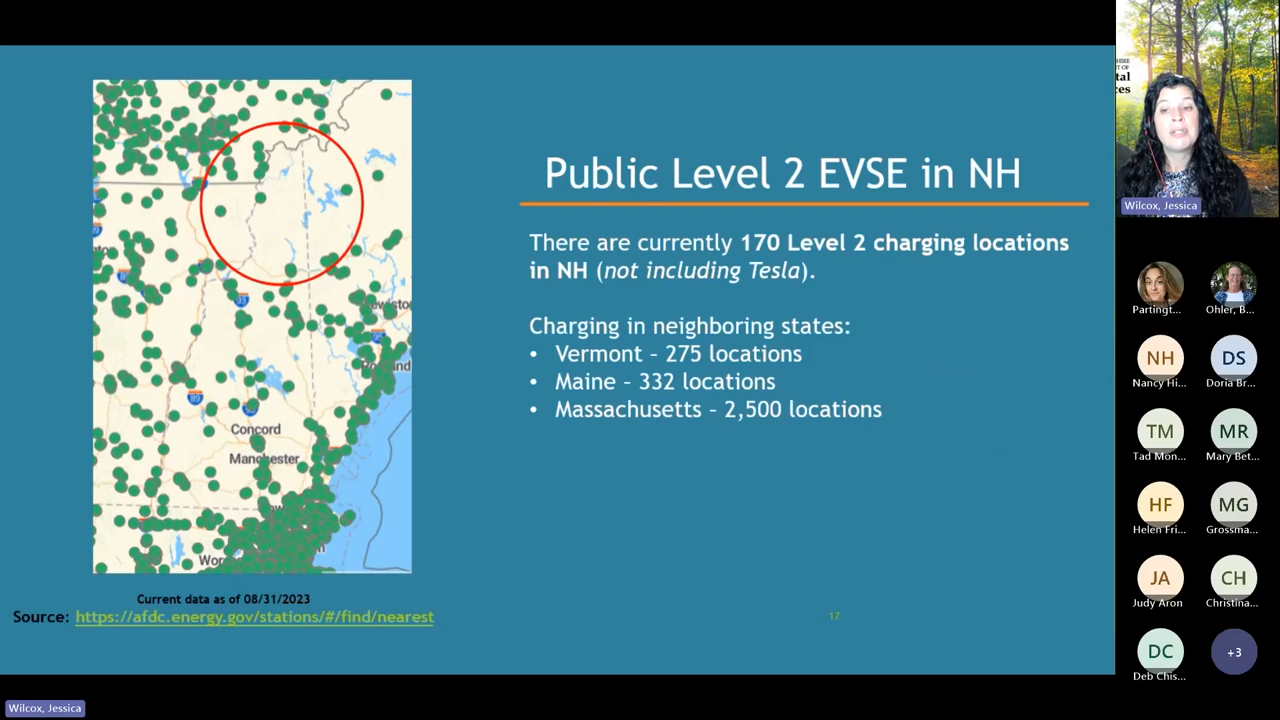 Public Level 2 EVSE in NH
There are currently 170 Level 2 charging locations
in NH (not including Tesla).
Charging in neighboring states:
• Vermont – 275 locations
• Maine – 332 locations
• Massachusetts – 2,500 locations
93
89
Concord
Manchester
Current data as of 08/31/2023
Source: https://afdc.energy.gov/stations/#/find/nearest
17
Wilcox, Jessica
Partingt...
Ohler, B...
NH
Nancy Hi...
DS
Doria Br...
TM
Tad Mon...
MR
Mary Bet...
HF
Helen Fri...
MG
Grossma...
JA
Judy Aron
CH
Christina...
DC
Deb Chis...
+3
Wilcox, Jessica